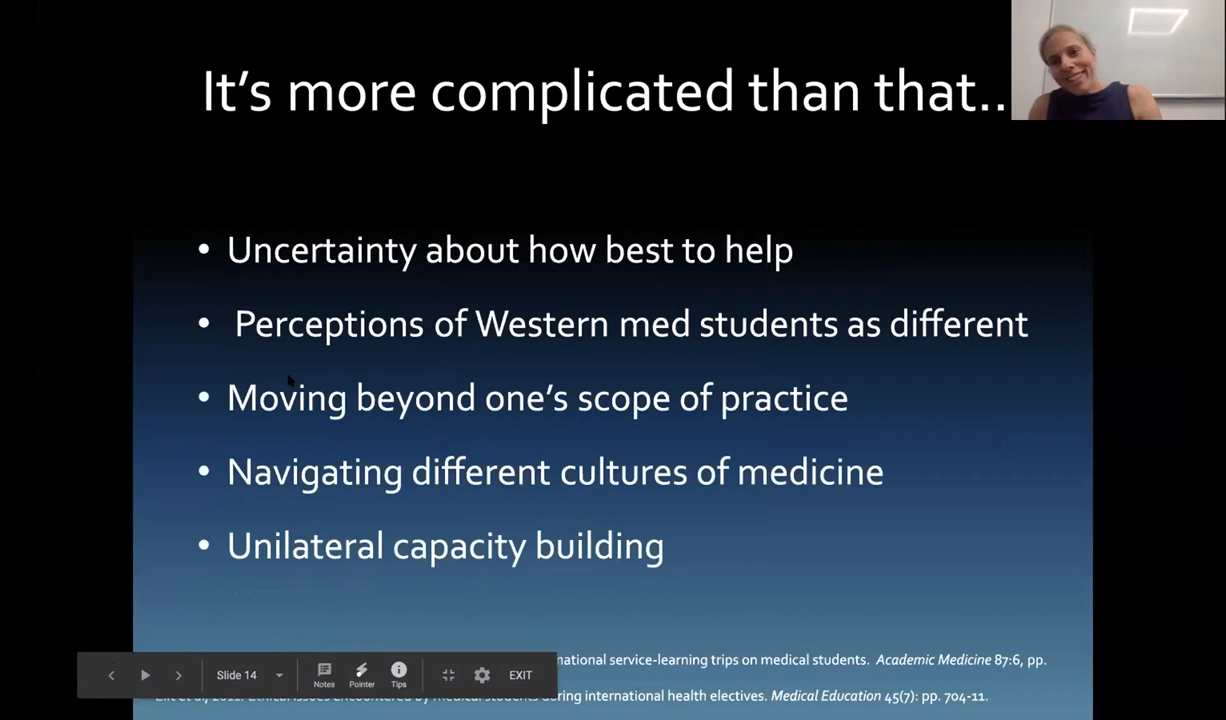 It's more complicated than that..
• Uncertainty about how best to help
• Perceptions of Western med students as different
• Moving beyond one's scope of practice
• Navigating different cultures of medicine
• Unilateral capacity building
national service-learning trips on medical students. Academic Medicine 87:6, pp.
during international health electives. Medical Education 45(7): pp. 704-11.
Slide 14
Notes
Pointer
Tips
EXIT